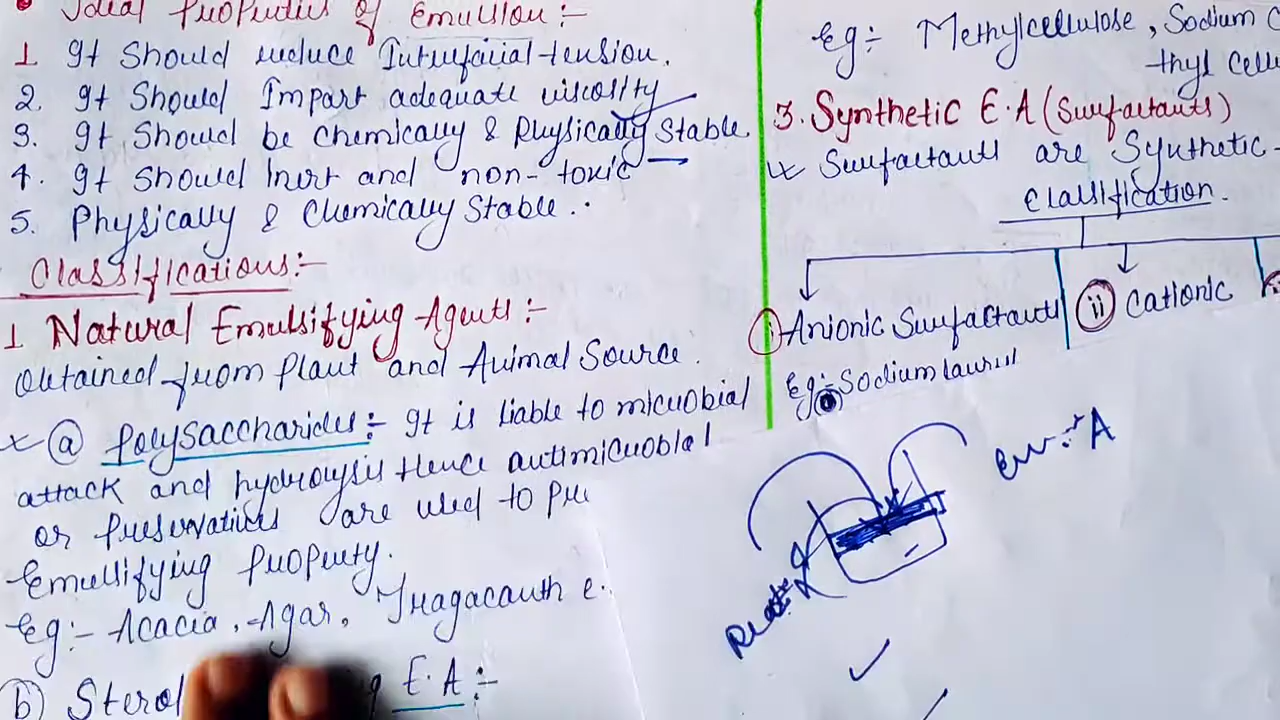 Ideal Properties of Emulsion :-
1 It Should reduce Interfacial tension.
2. It Should Impart adequate viscosity
3. It Should be Chemically & Physically Stable
4. It Should Inert and non-toxic
5. Physically & Chemically Stable.
Classifications:-
1 Natural Emulsifying Agents :-
Obtained from Plant and Animal Source.
(a) Polysaccharides:- It is liable to microbial
attack and hydrolysis Hence antimicrobial
or Preservatives are used to Pre
Emulsifying Property.
Eg:- Acacia, Agar, Tragacanth e.
(b) Sterol E.A:-
Eg:- Methylcellulose, Sodium C
thyl Cellu
3. Synthetic E.A (Surfactants)
Surfactants are Synthetic-
Classification.
(i) Anionic Surfactants
(ii) Cationic
Eg:- Sodium lauryl
A